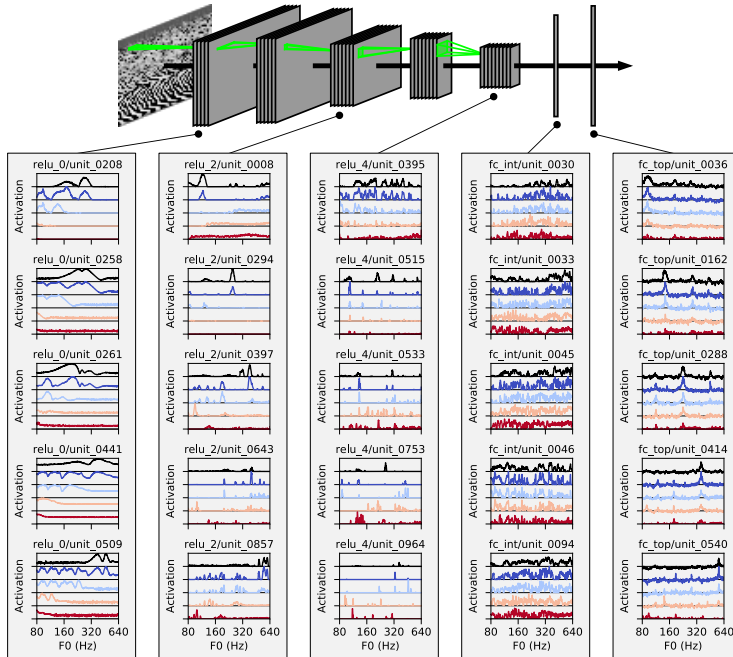 relu_0/unit_0208
Activation
relu_0/unit_0258
Activation
relu_0/unit_0261
Activation
relu_0/unit_0441
Activation
relu_0/unit_0509
Activation
80 160 320 640
F0 (Hz)
relu_2/unit_0008
Activation
relu_2/unit_0294
Activation
relu_2/unit_0397
Activation
relu_2/unit_0643
Activation
relu_2/unit_0857
Activation
80 160 320 640
F0 (Hz)
relu_4/unit_0395
Activation
relu_4/unit_0515
Activation
relu_4/unit_0533
Activation
relu_4/unit_0753
Activation
relu_4/unit_0964
Activation
80 160 320 640
F0 (Hz)
fc_int/unit_0030
Activation
fc_int/unit_0033
Activation
fc_int/unit_0045
Activation
fc_int/unit_0046
Activation
fc_int/unit_0094
Activation
80 160 320 640
F0 (Hz)
fc_top/unit_0036
Activation
fc_top/unit_0162
Activation
fc_top/unit_0288
Activation
fc_top/unit_0414
Activation
fc_top/unit_0540
Activation
80 160 320 640
F0 (Hz)